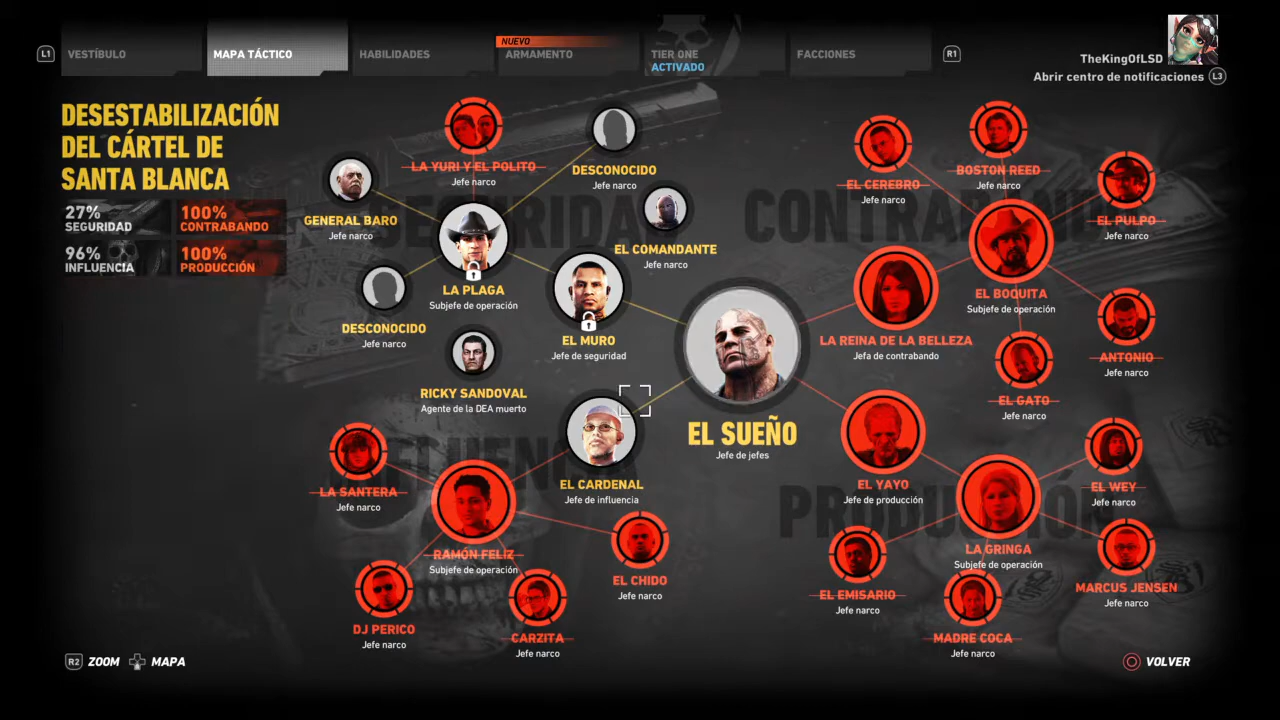 L1
VESTÍBULO
MAPA TÁCTICO
HABILIDADES
NUEVO
ARMAMENTO
TIER ONE
ACTIVADO
FACCIONES
R1
TheKingOfLSD
Abrir centro de notificaciones L3
DESESTABILIZACIÓN
DEL CÁRTEL DE
SANTA BLANCA
27%
SEGURIDAD
100%
CONTRABANDO
96%
INFLUENCIA
100%
PRODUCCIÓN
SEGURIDAD
CONTRABANDO
INFLUENCIA
PRODUCCIÓN
LA YURI Y EL POLITO
Jefe narco
DESCONOCIDO
Jefe narco
GENERAL BARO
Jefe narco
EL COMANDANTE
Jefe narco
LA PLAGA
Subjefe de operación
DESCONOCIDO
Jefe narco
EL MURO
Jefe de seguridad
RICKY SANDOVAL
Agente de la DEA muerto
EL CEREBRO
Jefe narco
BOSTON REED
Jefe narco
EL PULPO
Jefe narco
EL BOQUITA
Subjefe de operación
LA REINA DE LA BELLEZA
Jefa de contrabando
ANTONIO
Jefe narco
EL GATO
Jefe narco
EL SUEÑO
Jefe de jefes
EL CARDENAL
Jefe de influencia
LA SANTERA
Jefe narco
RAMÓN FELIZ
Subjefe de operación
EL CHIDO
Jefe narco
DJ PERICO
Jefe narco
CARZITA
Jefe narco
EL YAYO
Jefe de producción
EL WEY
Jefe narco
LA GRINGA
Subjefe de operación
EL EMISARIO
Jefe narco
MARCUS JENSEN
Jefe narco
MADRE COCA
Jefe narco
R2 ZOOM MAPA
VOLVER